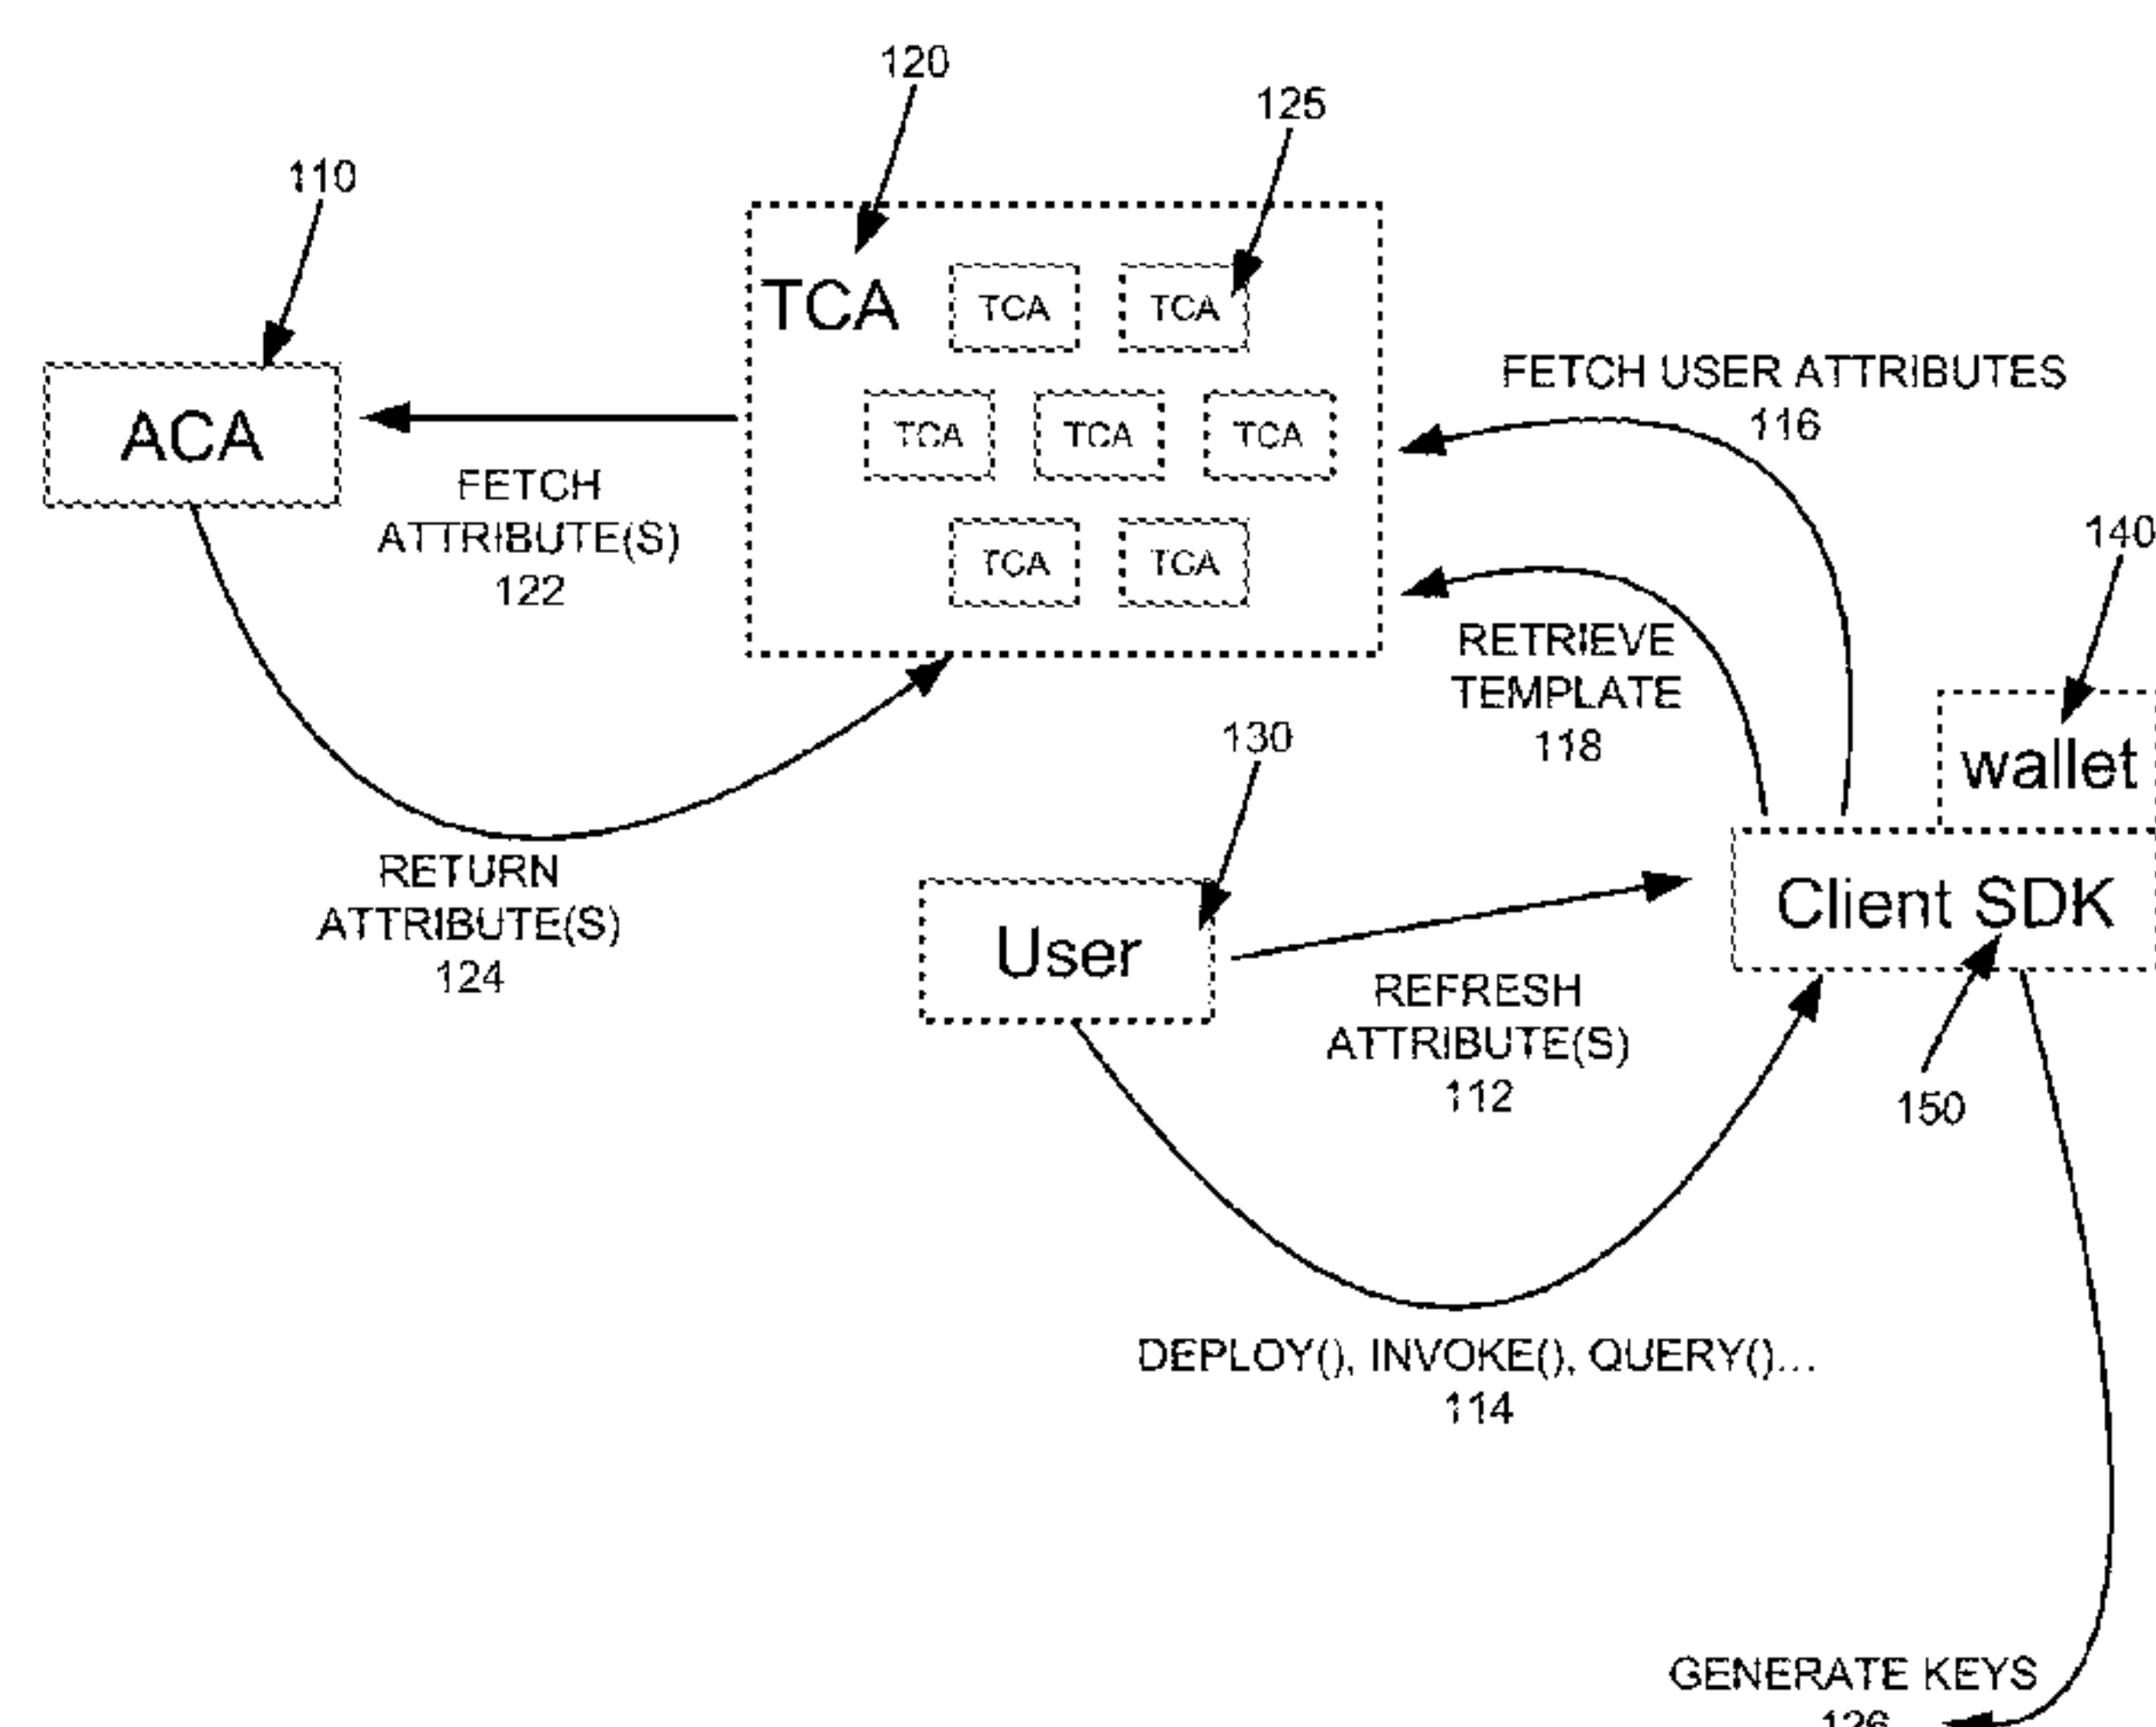 120
125
110
TCA
TCA
TCA
FETCH USER ATTRIBUTES
116
ACA
TCA
TCA
TCA
FETCH
ATTRIBUTE(S)
122
TCA
TCA
140
RETRIEVE
TEMPLATE
118
130
wallet
RETURN
ATTRIBUTE(S)
124
Client SDK
User
REFRESH
ATTRIBUTE(S)
112
150
DEPLOY(), INVOKE(), QUERY()...
114
GENERATE KEYS
126